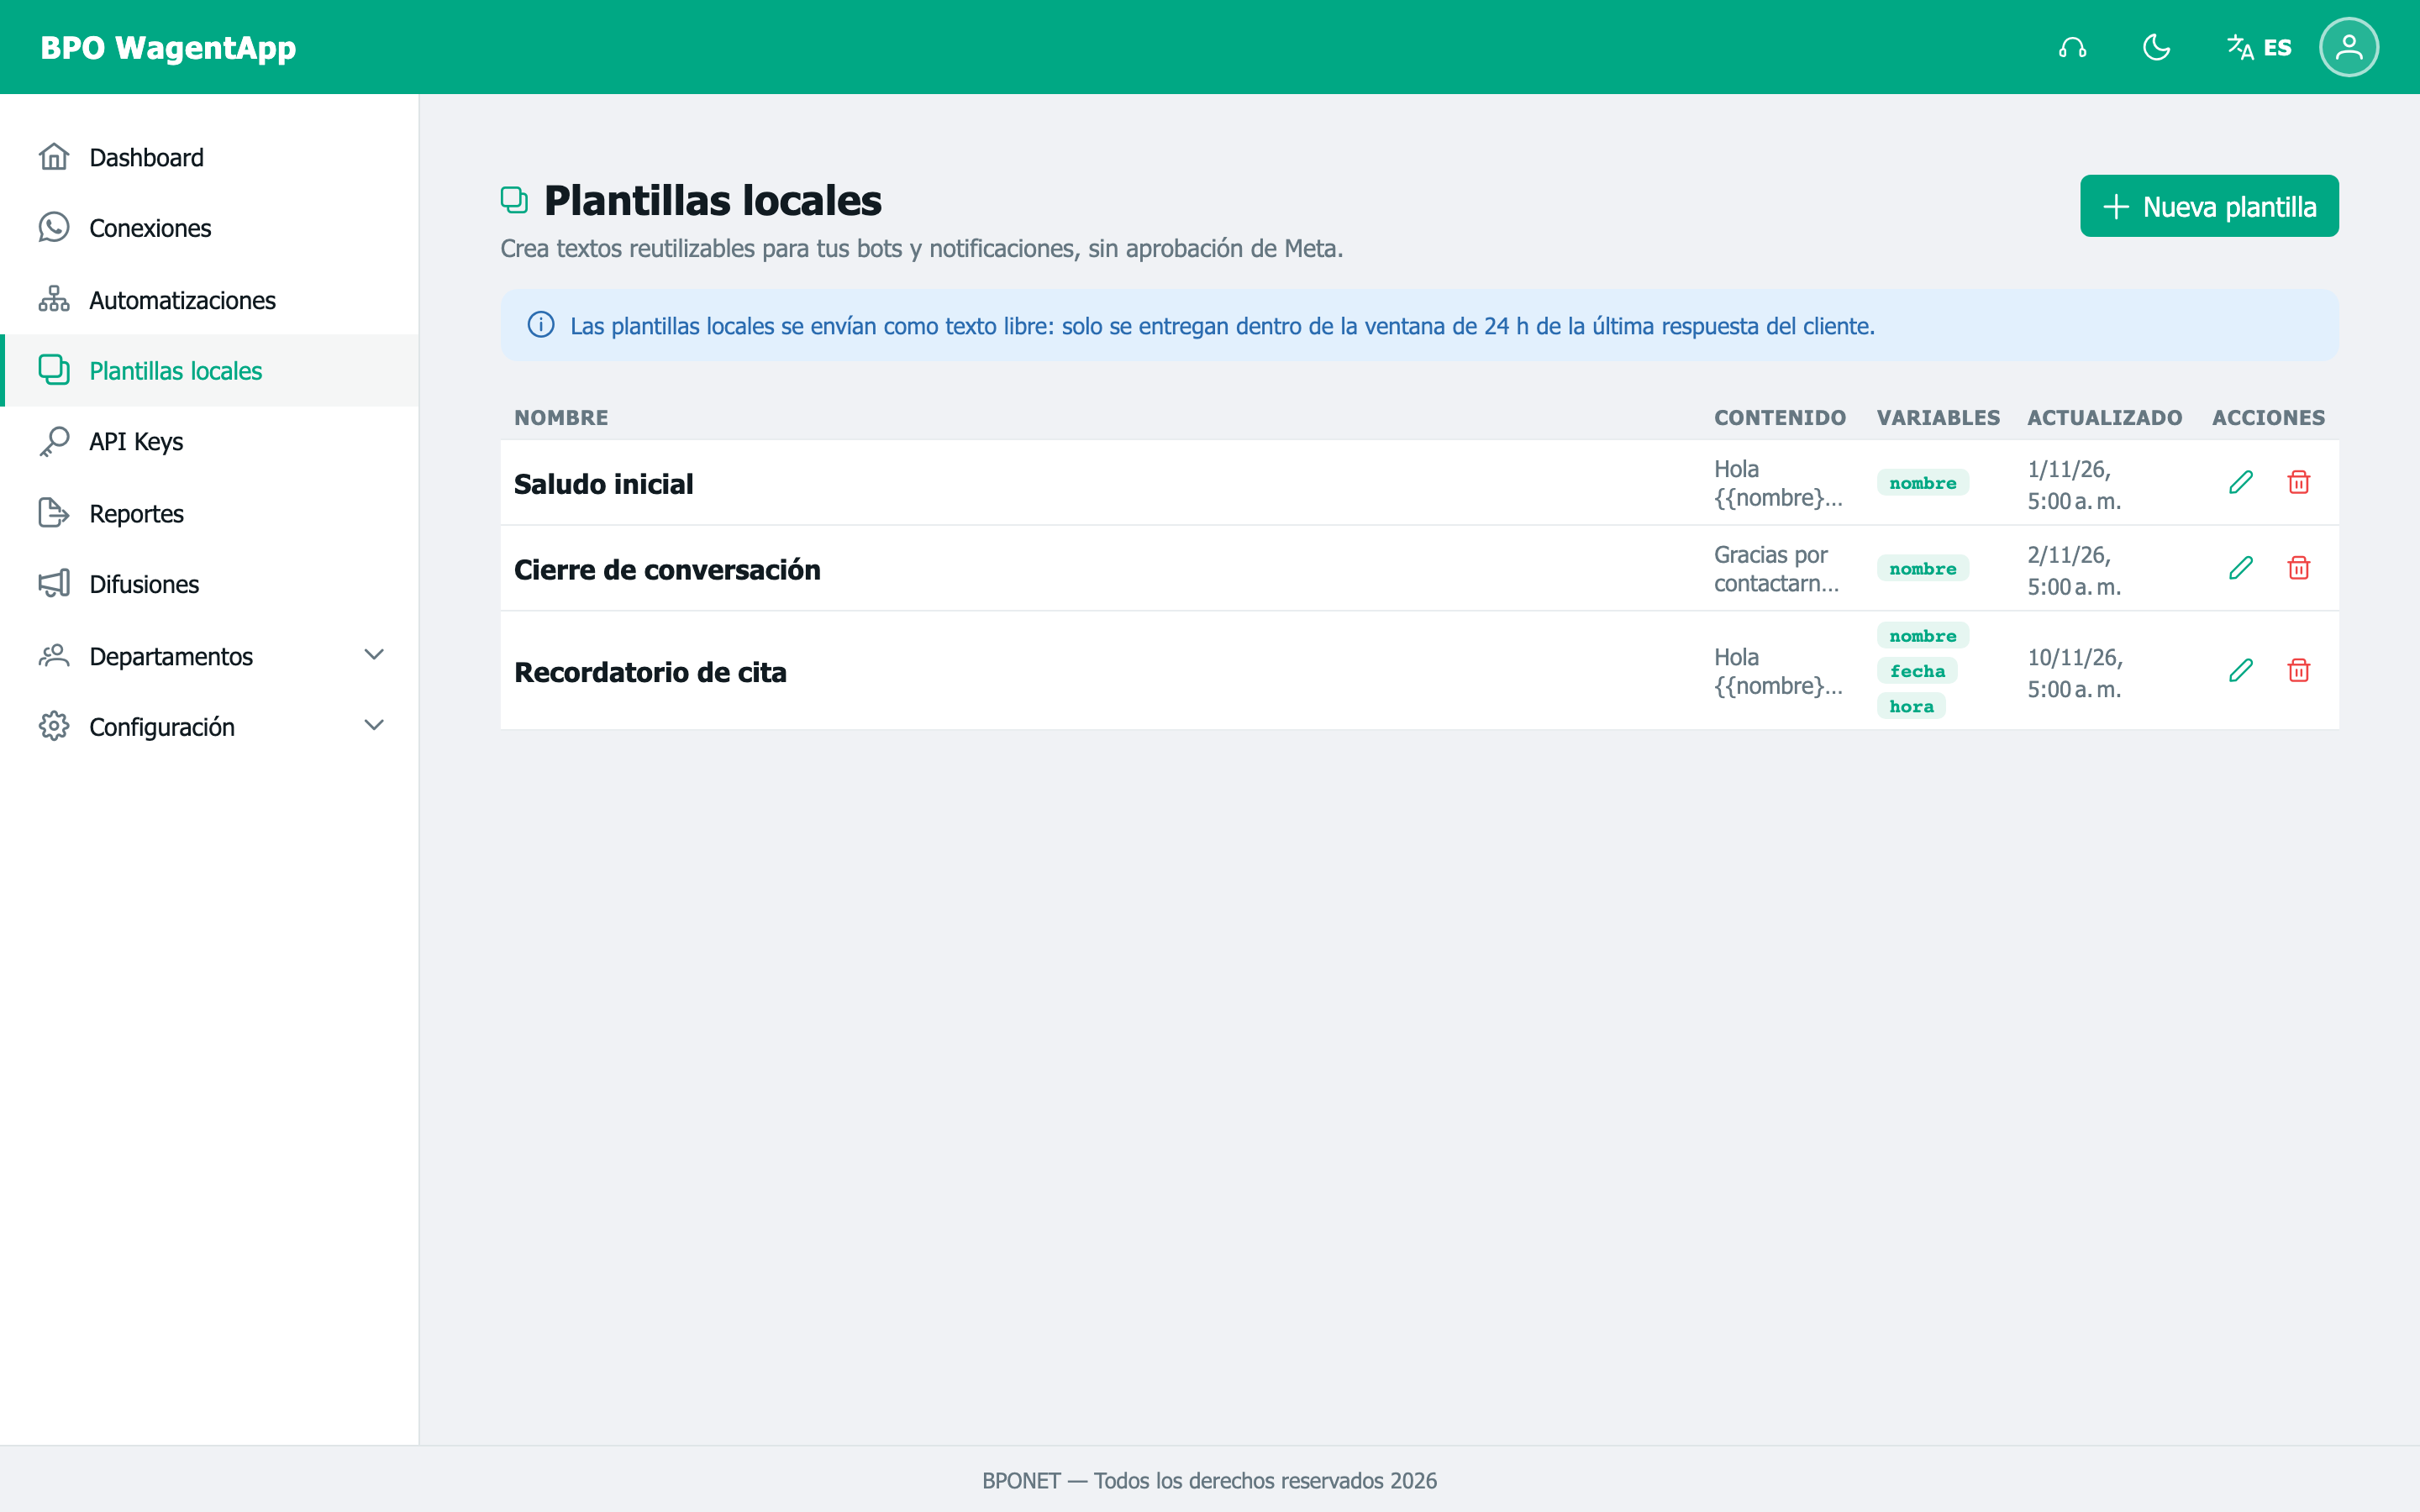 BPO WagentApp
ES
Dashboard
Conexiones
Automatizaciones
Plantillas locales
API Keys
Reportes
Difusiones
Departamentos
Configuración
Plantillas locales
Crea textos reutilizables para tus bots y notificaciones, sin aprobación de Meta.
Nueva plantilla
Las plantillas locales se envían como texto libre: solo se entregan dentro de la ventana de 24 h de la última respuesta del cliente.
NOMBRE CONTENIDO VARIABLES ACTUALIZADO ACCIONES
Saludo inicial
Hola
{{nombre}...
nombre
1/11/26,
5:00 a. m.
Cierre de conversación
Gracias por
contactarn...
nombre
2/11/26,
5:00 a. m.
Recordatorio de cita
Hola
{{nombre}...
nombre
fecha
hora
10/11/26,
5:00 a. m.
BPONET — Todos los derechos reservados 2026